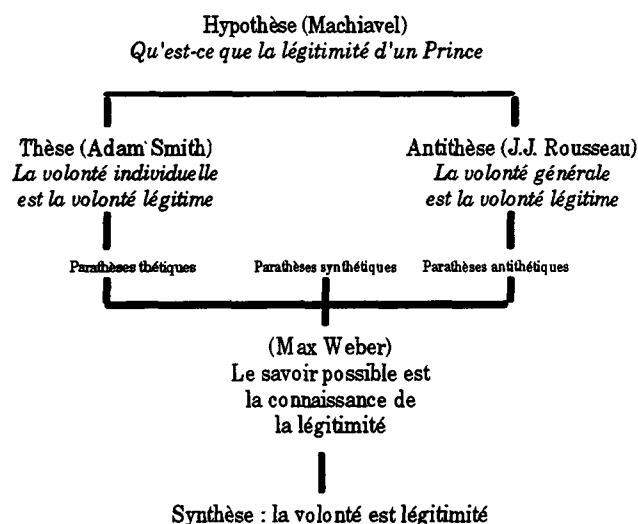 Hypothèse (Machiavel)
Qu'est-ce que la légitimité d'un Prince
Thèse (Adam Smith)
La volonté individuelle
est la volonté légitime
Antithèse (J.J. Rousseau)
La volonté générale
est la volonté légitime
Parathèses thétiques
Parathèses synthétiques
Parathèses antithétiques
(Max Weber)
Le savoir possible est
la connaissance de
la légitimité
Synthèse : la volonté est légitimité